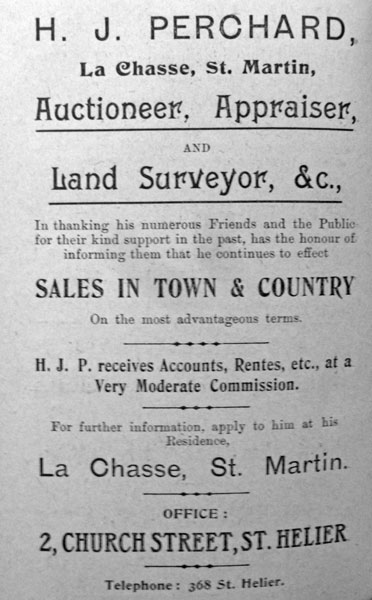 H. J. PERCHARD,
La Chasse, St. Martin,
Auctioneer, Appraiser,
AND
Land Surveyor, &c.,
In thanking his numerous Friends and the Public
for their kind support in the past, has the honour of
informing them that he continues to effect
SALES IN TOWN & COUNTRY
On the most advantageous terms.
H. J. P. receives Accounts, Rentes, etc., at a
Very Moderate Commission.
For further information, apply to him at his
Residence,
La Chasse, St. Martin.
OFFICE :
2, CHURCH STREET, ST. HELIER
Telephone : 368 St. Helier.